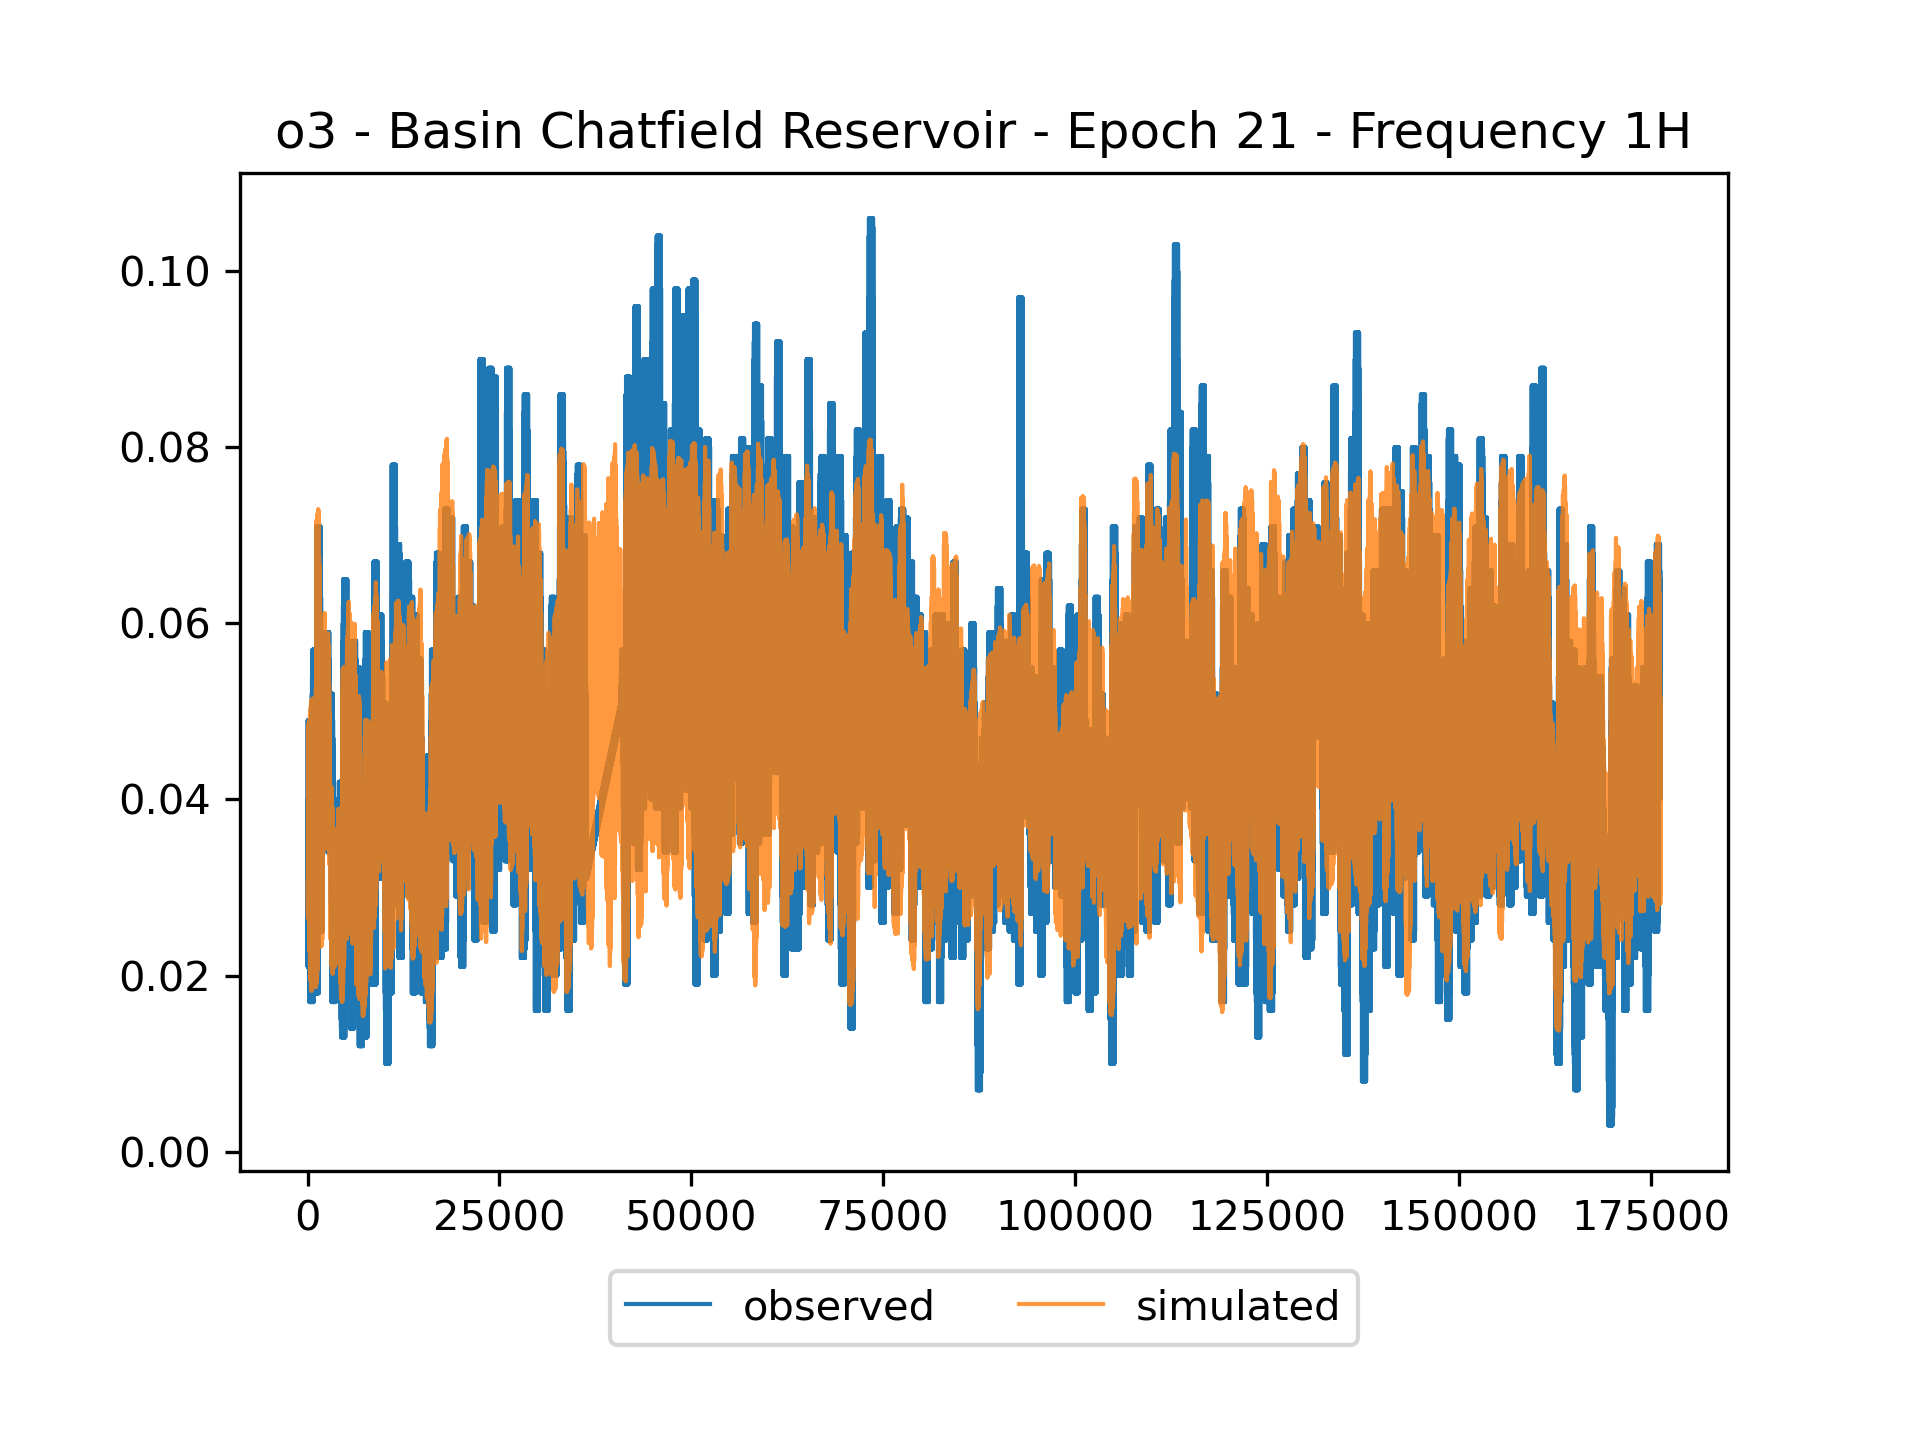 o3 - Basin Chatfield Reservoir - Epoch 21 - Frequency 1H
0.10
0.08
0.06
0.04
0.02
0.00
0 25000 50000 75000 100000 125000 150000 175000
observed simulated